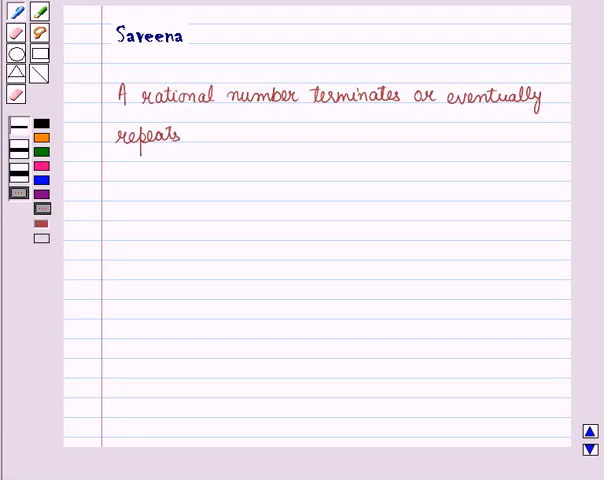 Saveena
A rational number terminates or eventually
repeats